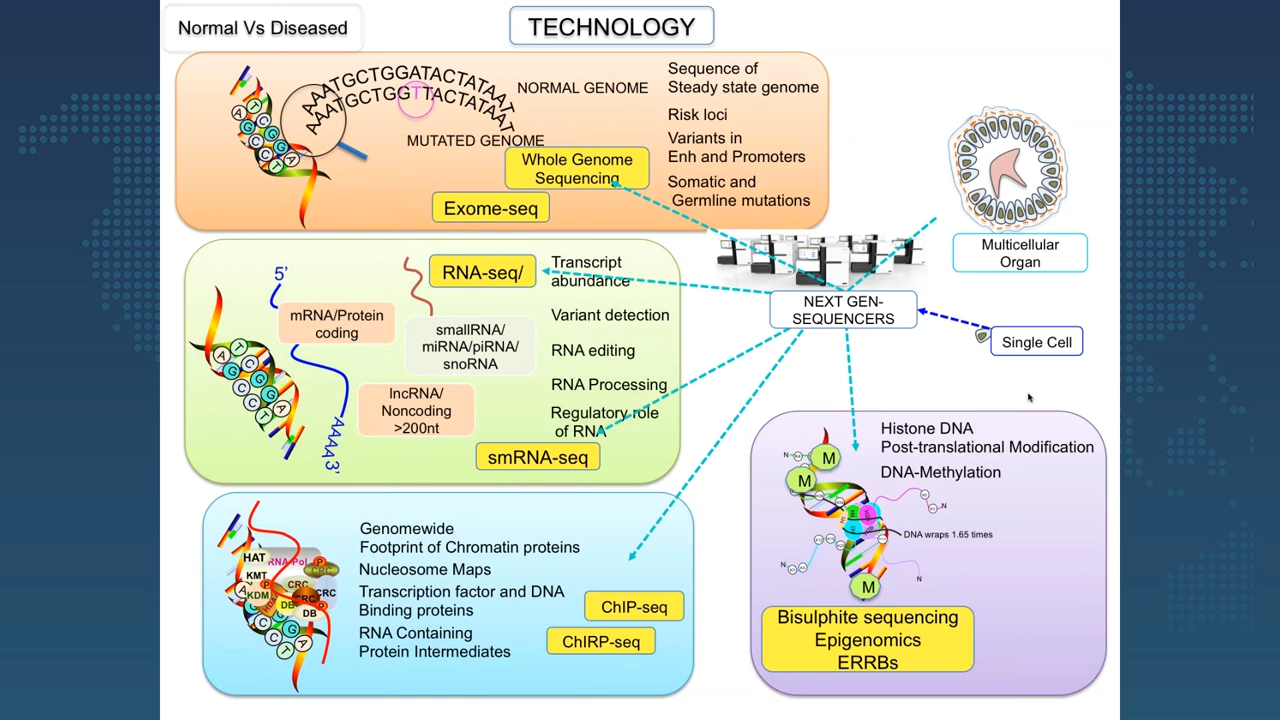 Normal Vs Diseased
TECHNOLOGY
AAATGCTGGATACTATAAT
AAATGCTGGTTACTATAAT
NORMAL GENOME
MUTATED GENOME
Whole Genome
Sequencing
Exome-seq
Sequence of
Steady state genome
Risk loci
Variants in
Enh and Promoters
Somatic and
Germline mutations
A T C G
C G C G
C C T A
Multicellular
Organ
NEXT GEN-
SEQUENCERS
Single Cell
5'
mRNA/Protein
coding
RNA-seq/
smallRNA/
miRNA/piRNA/
snoRNA
lncRNA/
Noncoding
>200nt
AAAA 3'
A T C G
C G C G
C C T A
Transcript
abundance
Variant detection
RNA editing
RNA Processing
Regulatory role
of RNA
smRNA-seq
HAT
RNA-Pol
P
CRC
KMT
P
CRC
A
KDM
CRC
CRC
DB
P
DB
G
C G
C T A
Genomewide
Footprint of Chromatin proteins
Nucleosome Maps
Transcription factor and DNA
Binding proteins
RNA Containing
Protein Intermediates
ChIP-seq
ChIRP-seq
Histone DNA
Post-translational Modification
DNA-Methylation
N
M
M
N
DNA wraps 1.65 times
N
N
M
Bisulphite sequencing
Epigenomics
ERRBs